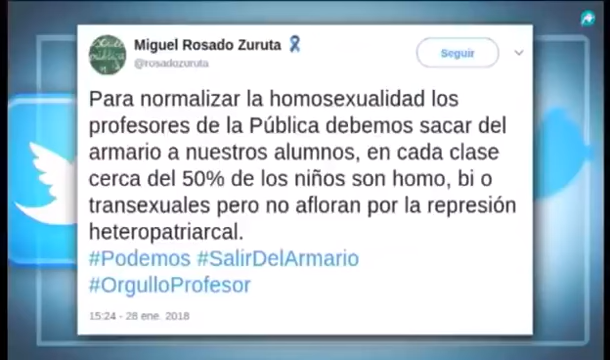 Miguel Rosado Zuruta
@rosadozuruta
Seguir
Para normalizar la homosexualidad los
profesores de la Pública debemos sacar del
armario a nuestros alumnos, en cada clase
cerca del 50% de los niños son homo, bi o
transexuales pero no afloran por la represión
heteropatriarcal.
#Podemos #SalirDelArmario
#OrgulloProfesor
15:24 - 28 ene. 2018